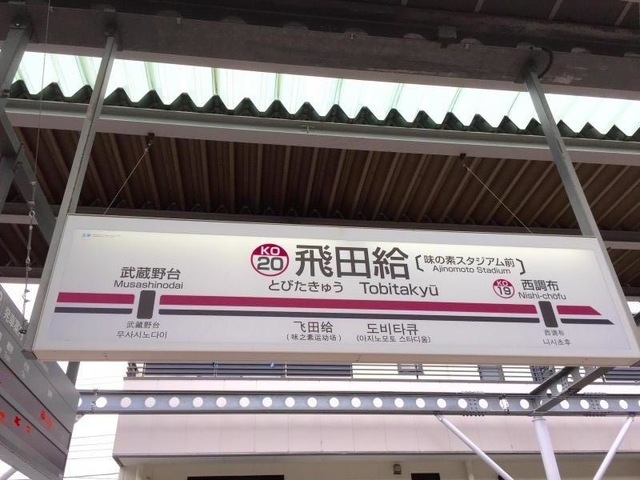 KO
20
飛田給
〔味の素スタジアム前〕
Ajinomoto Stadium
とびたきゅう Tobitakyū
武蔵野台
Musashinodai
KO
19
西調布
Nishi-chōfu
武蔵野台
무사시노다이
飞田给
(味之素运动场)
도비타큐
(아지노모토 스타디움)
西調布
니시초후